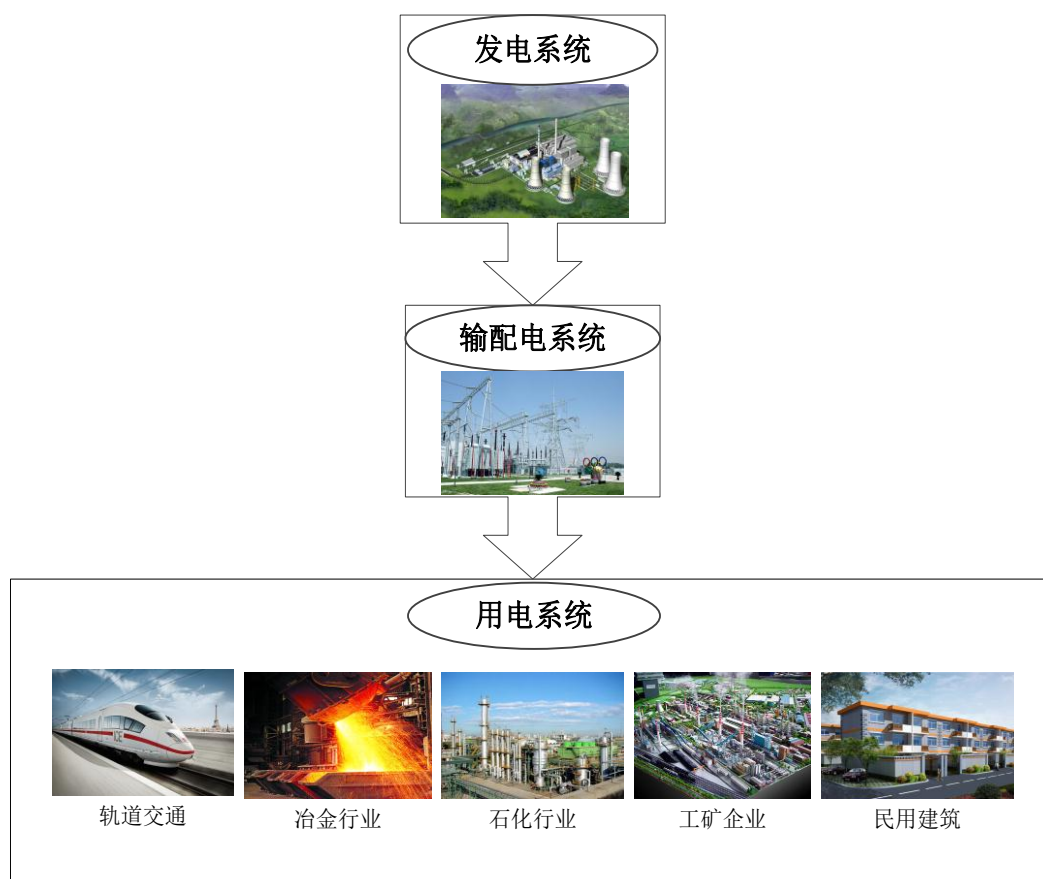 发电系统
输配电系统
用电系统
轨道交通
冶金行业
石化行业
工矿企业
民用建筑